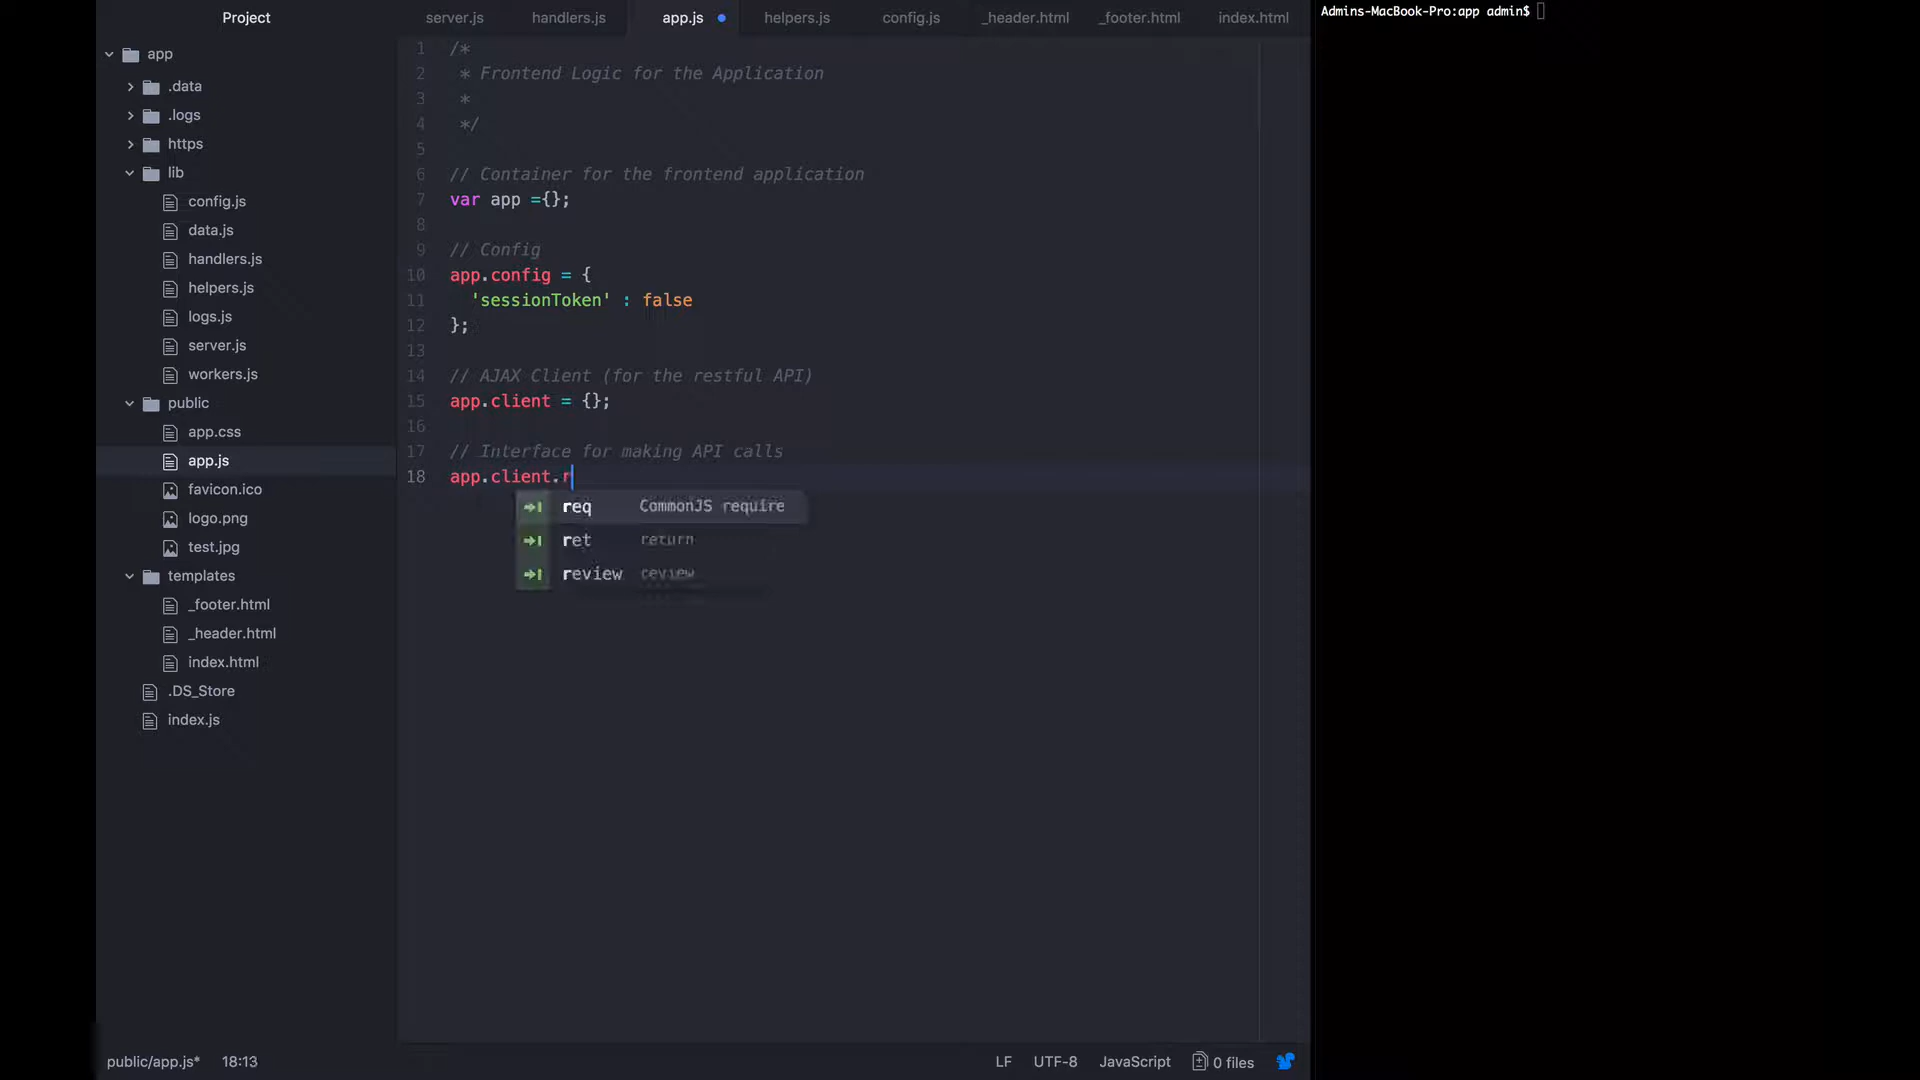 Project
app
.data
.logs
https
lib
config.js
data.js
handlers.js
helpers.js
logs.js
server.js
workers.js
public
app.css
app.js
favicon.ico
logo.png
test.jpg
templates
_footer.html
_header.html
index.html
.DS_Store
index.js
server.js handlers.js app.js helpers.js config.js _header.html _footer.html index.html
1 /*
2 * Frontend Logic for the Application
3 *
4 */
5
6 // Container for the frontend application
7 var app ={};
8
9 // Config
10 app.config = {
11 'sessionToken' : false
12 };
13
14 // AJAX Client (for the restful API)
15 app.client = {};
16
17 // Interface for making API calls
18 app.client.r
req CommonJS require
ret return
review review
public/app.js* 18:13 LF UTF-8 JavaScript 0 files
Admins-MacBook-Pro:app admin$